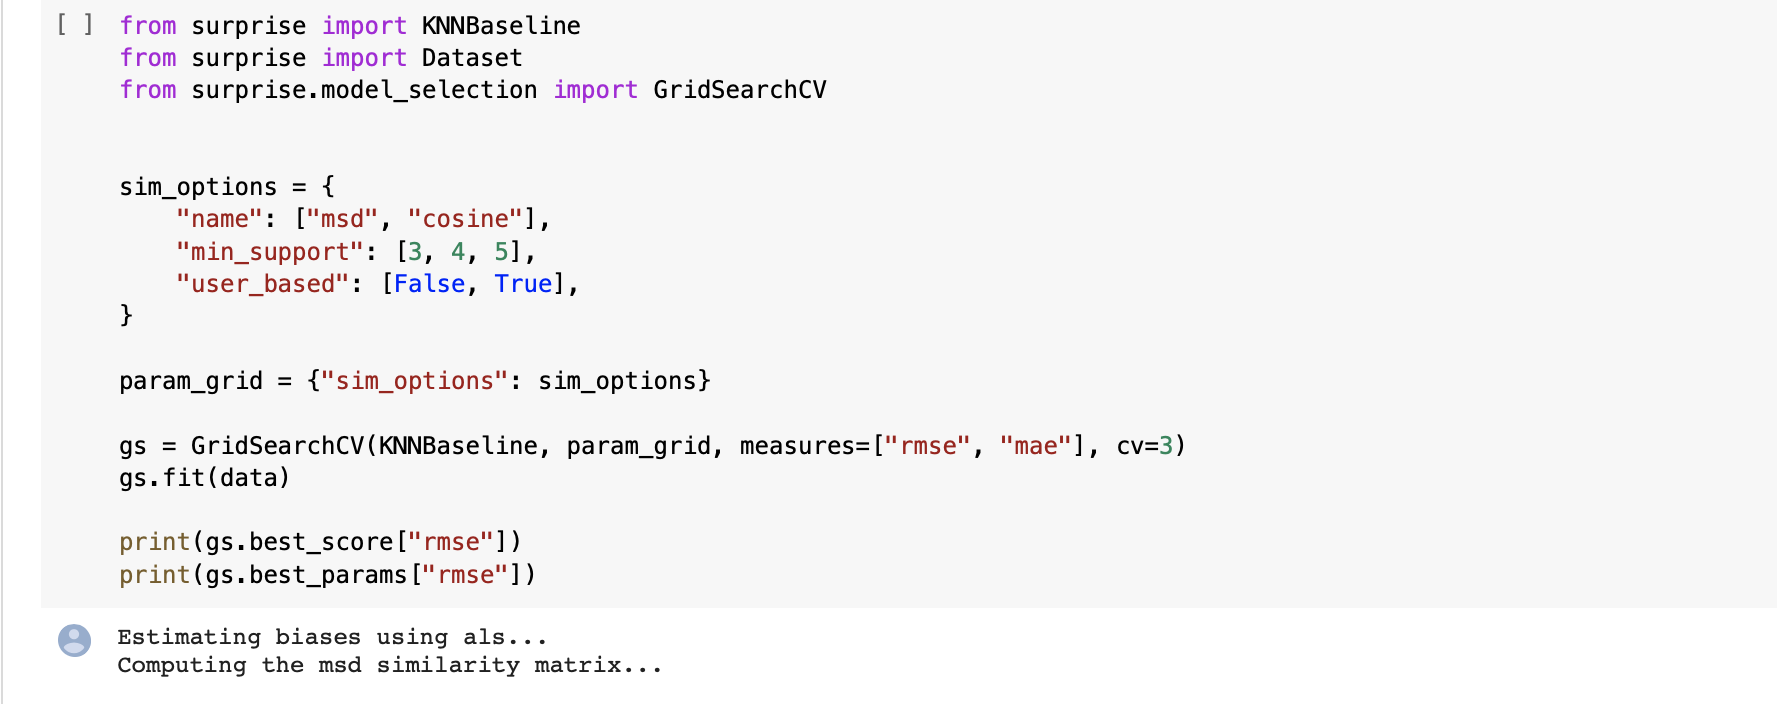 [ ] from surprise import KNNBaseline
from surprise import Dataset
from surprise.model_selection import GridSearchCV
sim_options = {
    "name": ["msd", "cosine"],
    "min_support": [3, 4, 5],
    "user_based": [False, True],
}
param_grid = {"sim_options": sim_options}
gs = GridSearchCV(KNNBaseline, param_grid, measures=["rmse", "mae"], cv=3)
gs.fit(data)
print(gs.best_score["rmse"])
print(gs.best_params["rmse"])
Estimating biases using als...
Computing the msd similarity matrix...